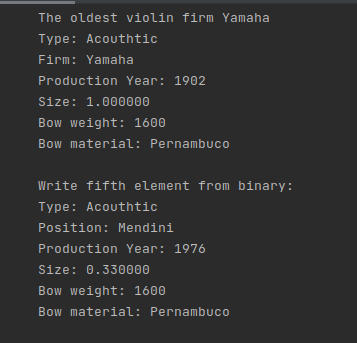 The oldest violin firm Yamaha
Type: Acouthtic
Firm: Yamaha
Production Year: 1902
Size: 1.000000
Bow weight: 1600
Bow material: Pernambuco
Write fifth element from binary:
Type: Acouthtic
Position: Mendini
Production Year: 1976
Size: 0.330000
Bow weight: 1600
Bow material: Pernambuco